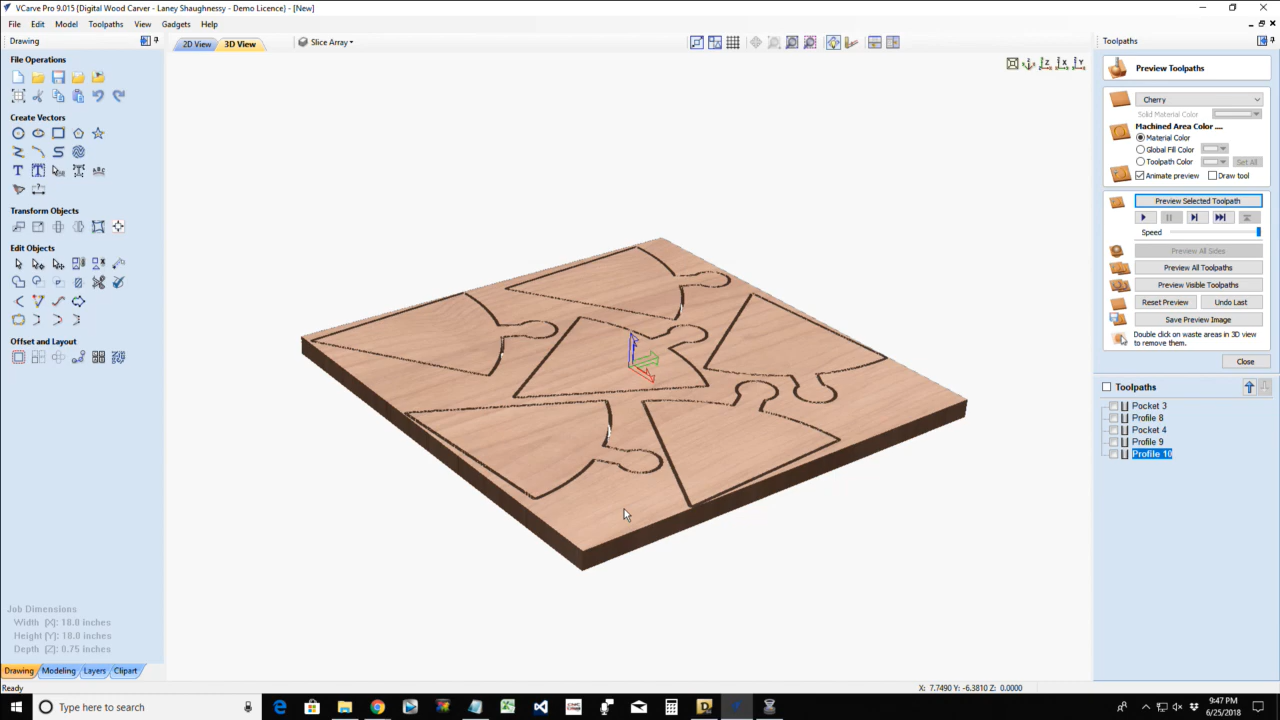 VCarve Pro 9.015 {Digital Wood Carver - Laney Shaughnessy - Demo Licence} - [New]
File Edit Model Toolpaths View Gadgets Help
Drawing
2D View 3D View Slice Array
Toolpaths
File Operations
Create Vectors
Transform Objects
Edit Objects
Offset and Layout
Job Dimensions
Width (X): 18.0 inches
Height (Y): 18.0 inches
Depth (Z): 0.75 inches
Drawing Modeling Layers Clipart
Ready
Preview Toolpaths
Cherry
Solid Material Color
Machined Area Color ....
Material Color
Global Fill Color
Toolpath Color Set All
Animate preview Draw tool
Preview Selected Toolpath
Speed
Preview All Sides
Preview All Toolpaths
Preview Visible Toolpaths
Reset Preview Undo Last
Save Preview Image
Double click on waste areas in 3D view
to remove them.
Close
Toolpaths
Pocket 3
Profile 8
Pocket 4
Profile 9
Profile 10
X: 7.7490 Y: -6.3810 Z: 0.0000
Type here to search
9:47 PM
6/25/2018